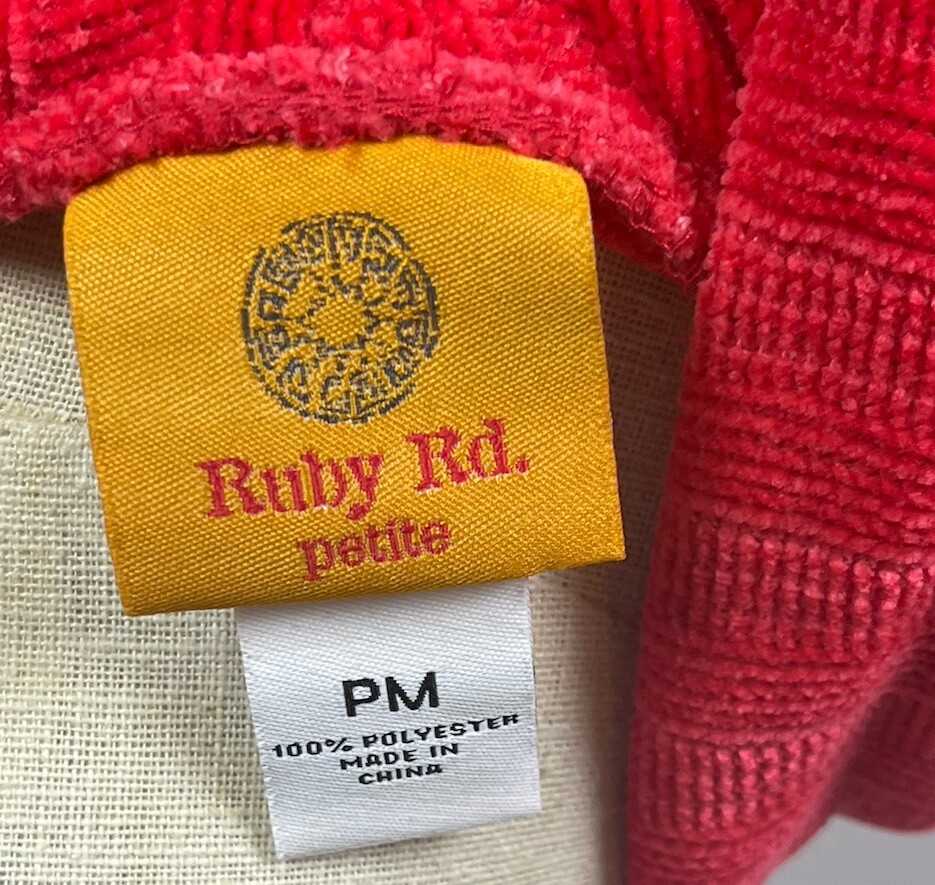 Ruby Rd.
petite
PM
100% POLYESTER
MADE IN
CHINA